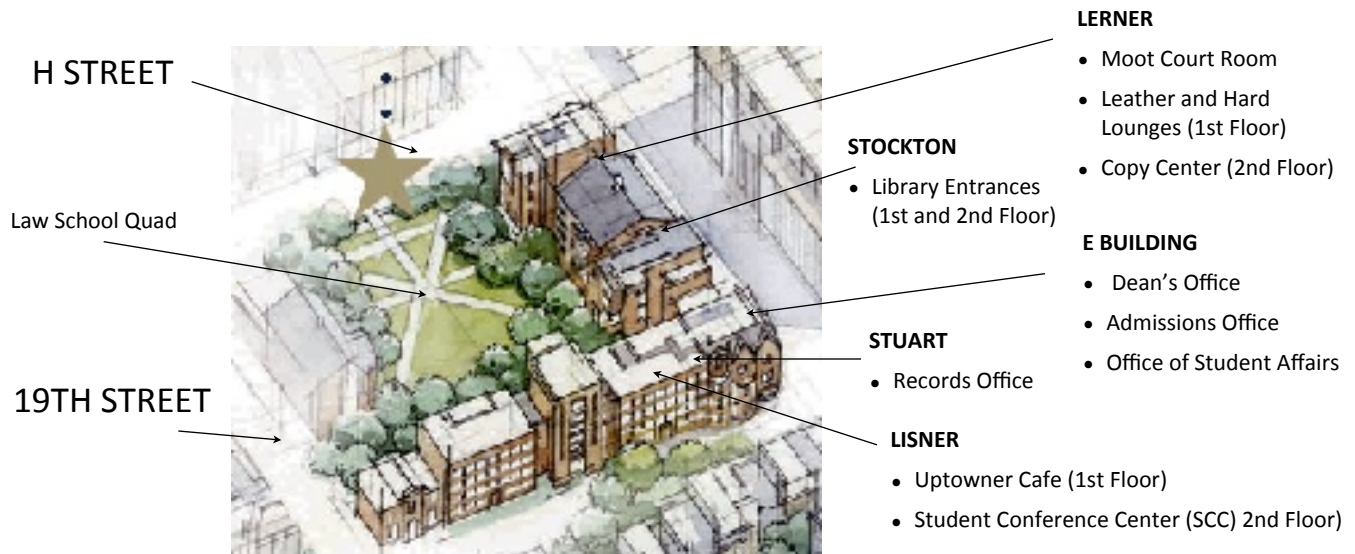 LERNER
• Moot Court Room
• Leather and Hard
Lounges (1st Floor)
• Copy Center (2nd Floor)
H STREET
STOCKTON
• Library Entrances
(1st and 2nd Floor)
Law School Quad
E BUILDING
• Dean’s Office
• Admissions Office
• Office of Student Affairs
STUART
• Records Office
19TH STREET
LISNER
• Uptowner Cafe (1st Floor)
• Student Conference Center (SCC) 2nd Floor)